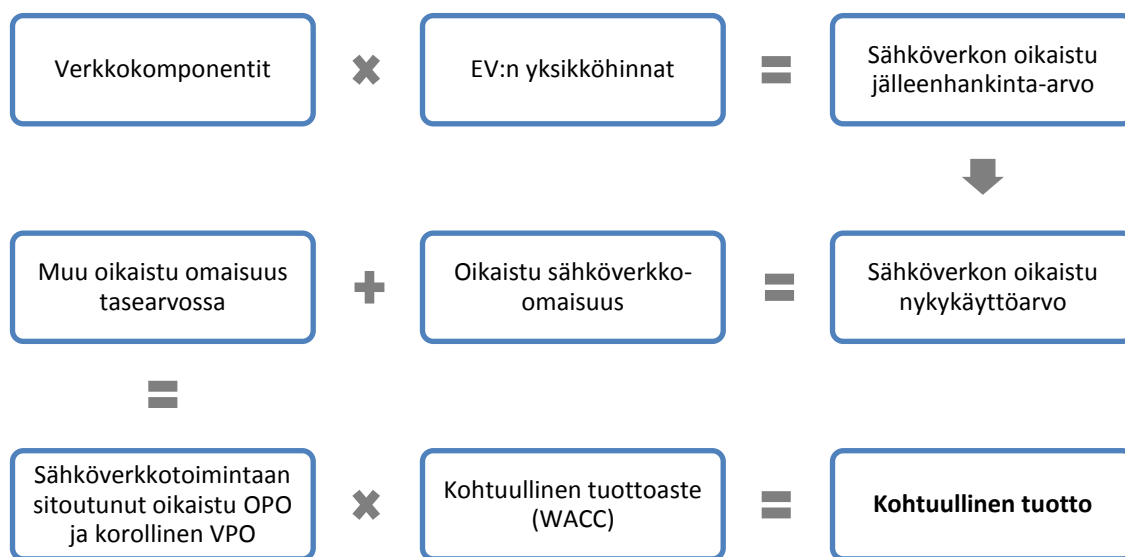 Verkkokomponentit
EV:n yksikköhinnat
Sähköverkon oikaistu
jälleenhankinta-arvo
Muu oikaistu omaisuus
tasearvossa
Oikaistu sähköverkko-
omaisuus
Sähköverkon oikaistu
nykykäyttöarvo
Sähköverkkotoimintaan
sitoutunut oikaistu OPO
ja korollinen VPO
Kohtuullinen tuottoaste
(WACC)
Kohtuullinen tuotto